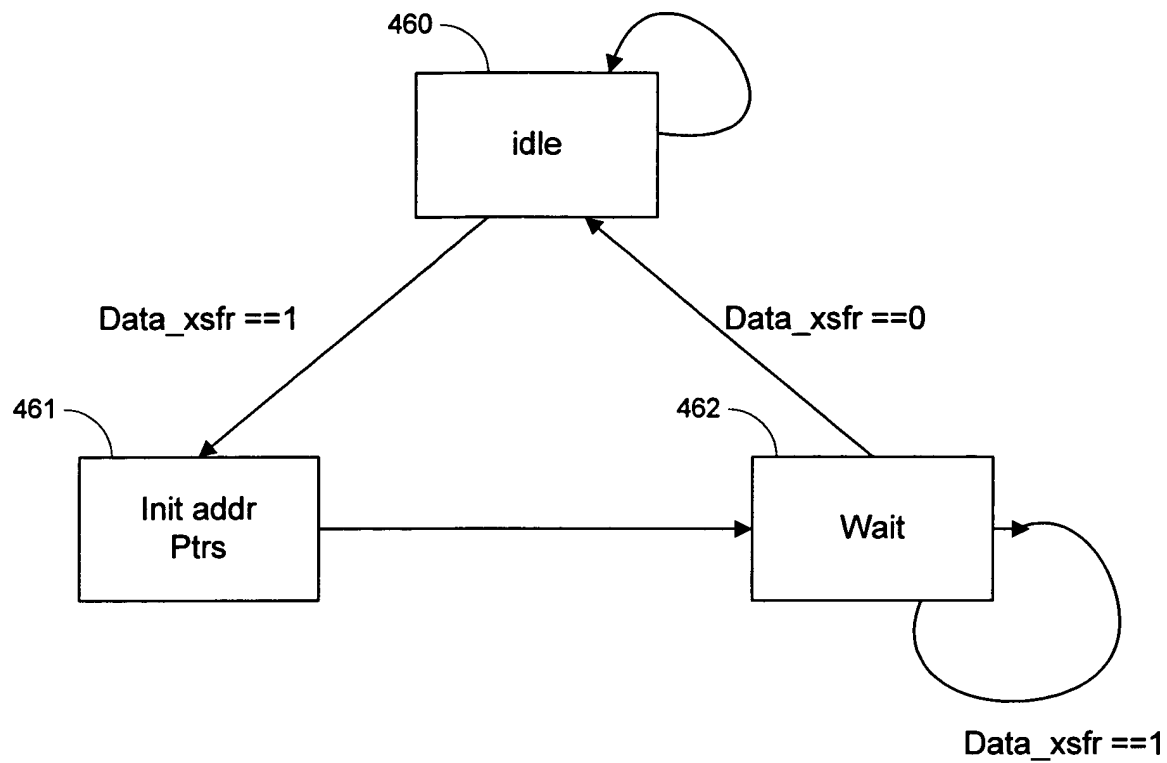 460
idle
Data_xsfr ==1
Data_xsfr ==0
461
462
Init addr
Ptrs
Wait
Data_xsfr ==1